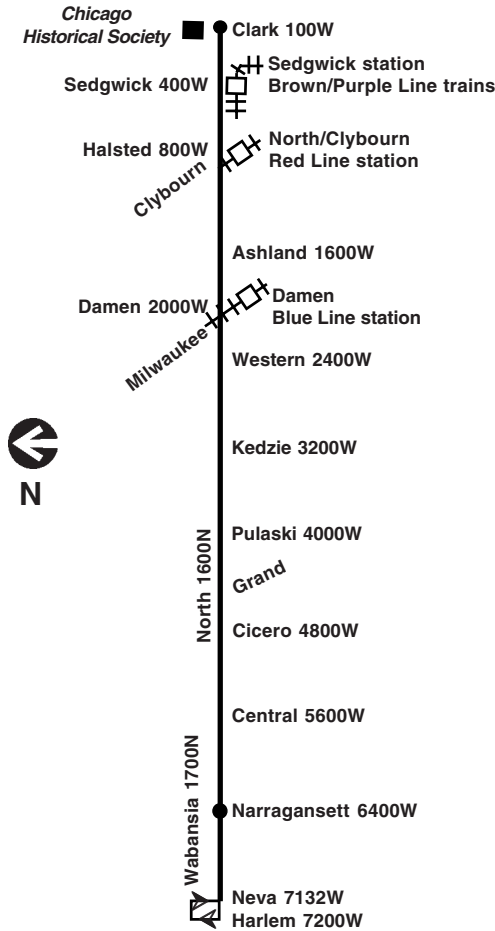 Chicago
Historical Society
Clark 100W
Sedgwick station
Sedgwick 400W
Brown/Purple Line trains
North/Clybourn
Halsted 800W
Red Line station
Clybourn
Ashland 1600W
Damen
Damen 2000W
Blue Line station
Milwaukee
Western 2400W
Kedzie 3200W
N
Pulaski 4000W
North 1600N
Grand
Cicero 4800W
Central 5600W
Wabansia 1700N
Narragansett 6400W
Neva 7132W
Harlem 7200W